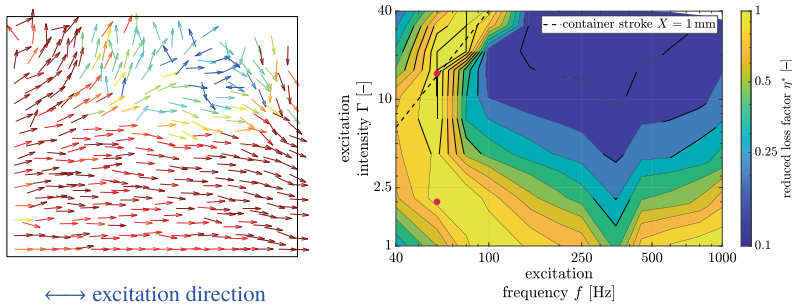 excitation direction
container stroke X = 1 mm
excitation
intensity Γ [–]
40
10
2.5
1
40
100
250
500
1000
excitation
frequency f [Hz]
1
0.5
0.25
0.1
reduced loss factor η* [–]